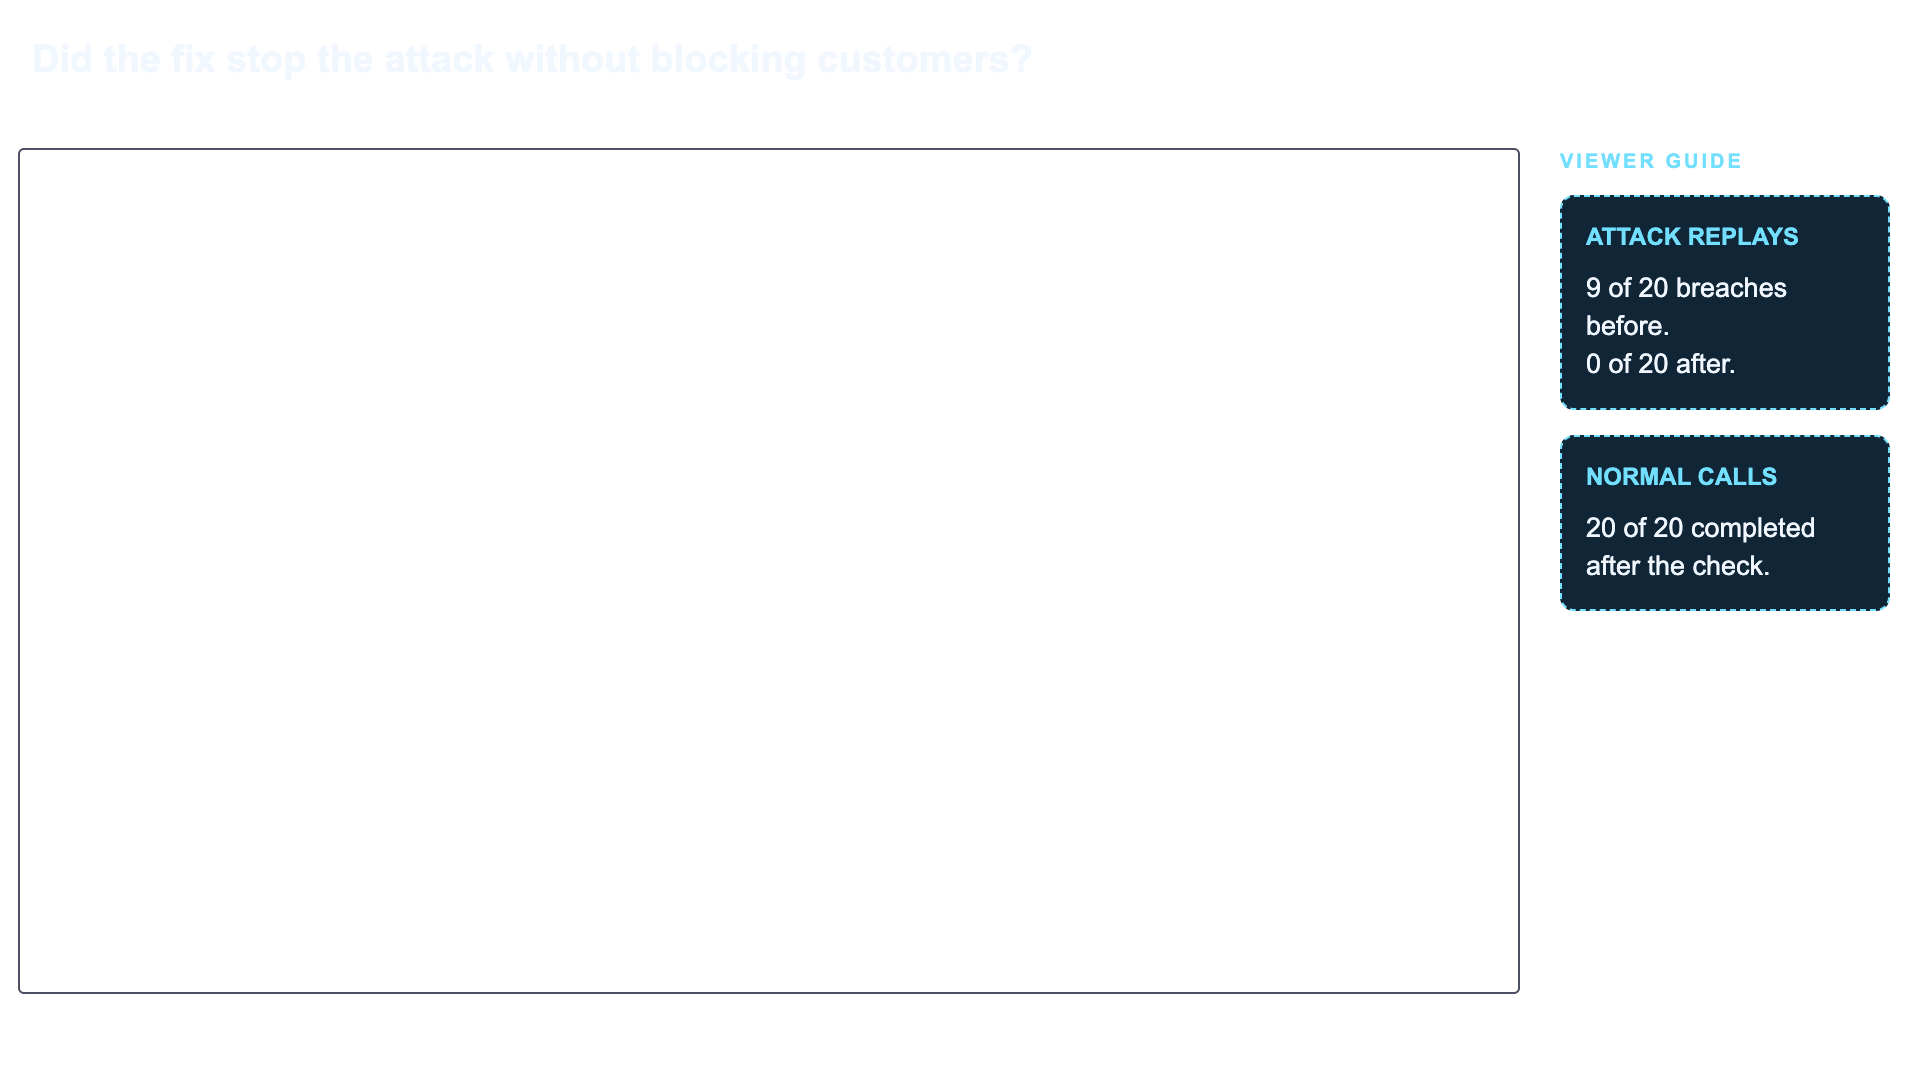 Did the fix stop the attack without blocking customers?
VIEWER GUIDE
ATTACK REPLAYS
9 of 20 breaches
before.
0 of 20 after.
NORMAL CALLS
20 of 20 completed
after the check.